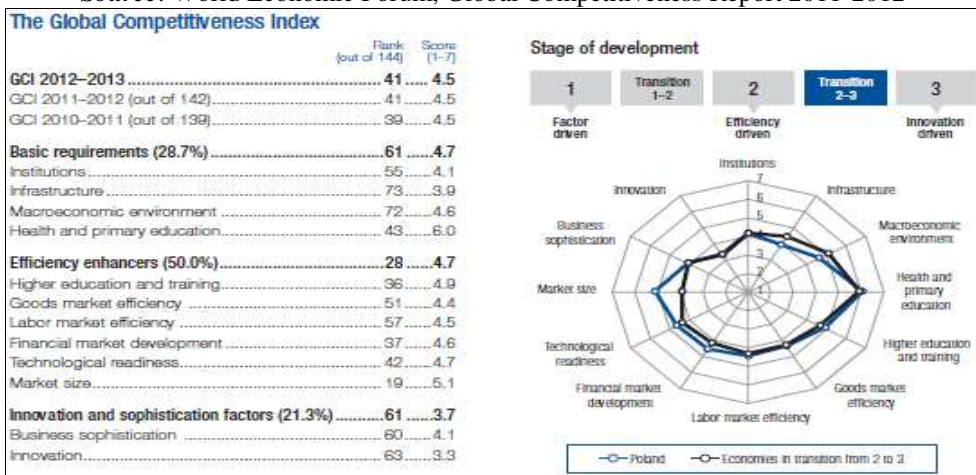 Source: World Economic Forum, Global Competitiveness Report 2011-2012
The Global Competitiveness Index
Rank Score
(out of 144) (1–7)
GCI 2012–2013 41 4.5
GCI 2011–2012 (out of 142) 41 4.5
GCI 2010–2011 (out of 139) 39 4.5
Basic requirements (28.7%) 61 4.7
Institutions 55 4.1
Infrastructure 73 3.9
Macroeconomic environment 72 4.6
Health and primary education 43 6.0
Efficiency enhancers (50.0%) 28 4.7
Higher education and training 36 4.9
Goods market efficiency 51 4.4
Labor market efficiency 57 4.5
Financial market development 37 4.6
Technological readiness 42 4.7
Market size 19 5.1
Innovation and sophistication factors (21.3%) 61 3.7
Business sophistication 60 4.1
Innovation 63 3.3
Stage of development
1 Transition 1–2 2 Transition 2–3 3
Factor driven
Efficiency driven
Innovation driven
Institutions
Innovation
Infrastructure
Business sophistication
Macroeconomic environment
Market size
Health and primary education
Technological readiness
Higher education and training
Financial market development
Goods market efficiency
Labor market efficiency
7
6
5
4
3
2
1
Poland Economies in transition from 2 to 3